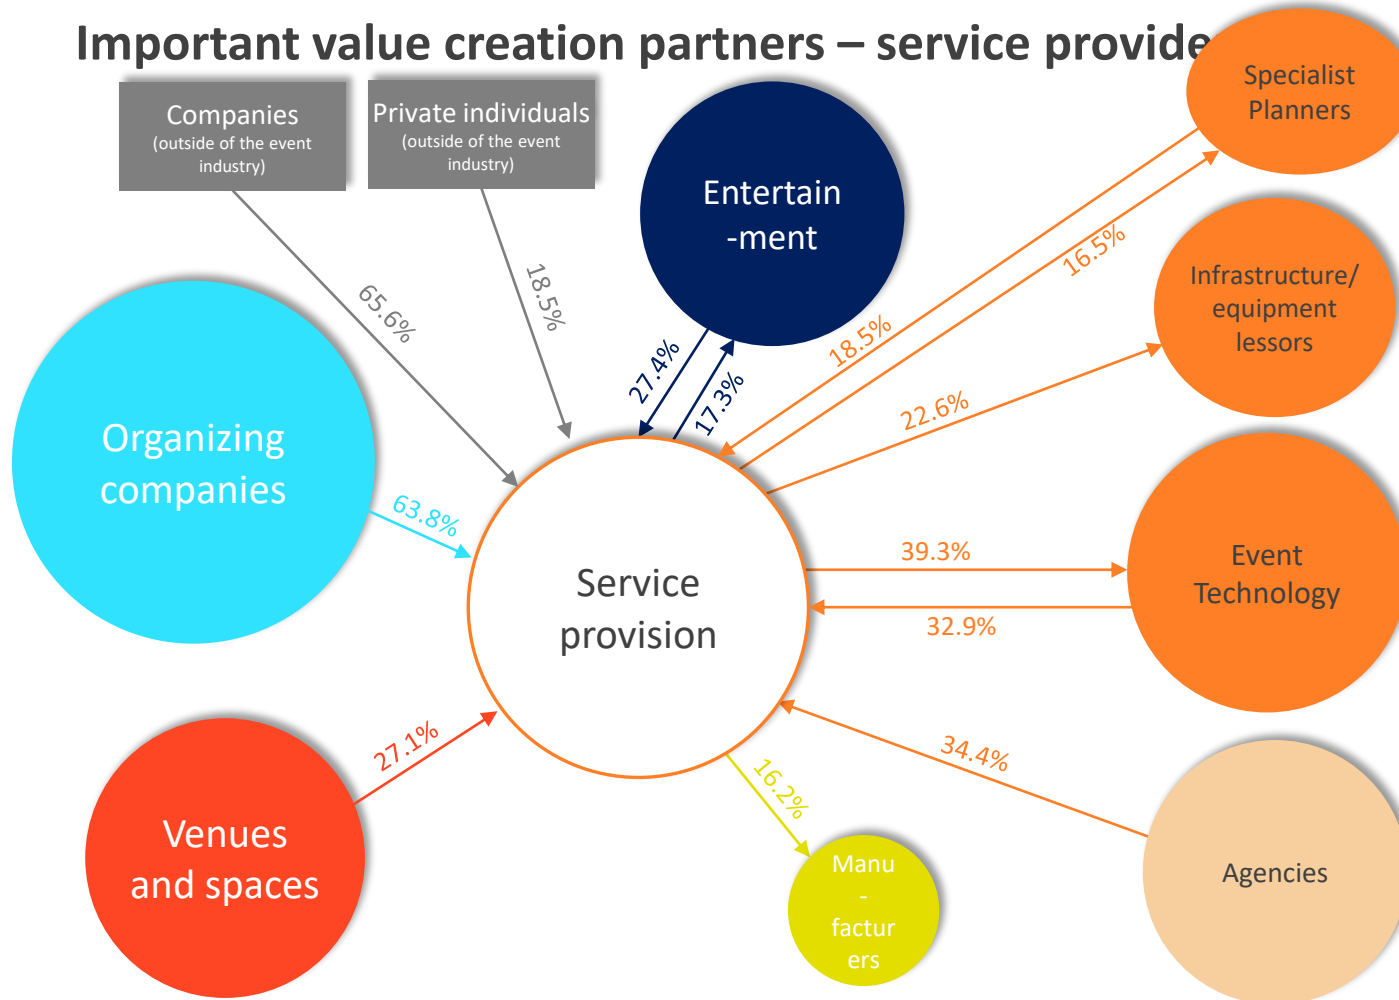 Important value creation partners – service provide
Companies
(outside of the event
industry)
Private individuals
(outside of the event
industry)
Entertain
-ment
Specialist
Planners
Infrastructure/
equipment
lessors
Organizing
companies
65.6%
18.5%
27.4%
17.3%
18.5%
16.5%
22.6%
63.8%
Service
provision
39.3%
32.9%
Event
Technology
27.1%
16.2%
34.4%
Venues
and spaces
Manu
-
factur
ers
Agencies